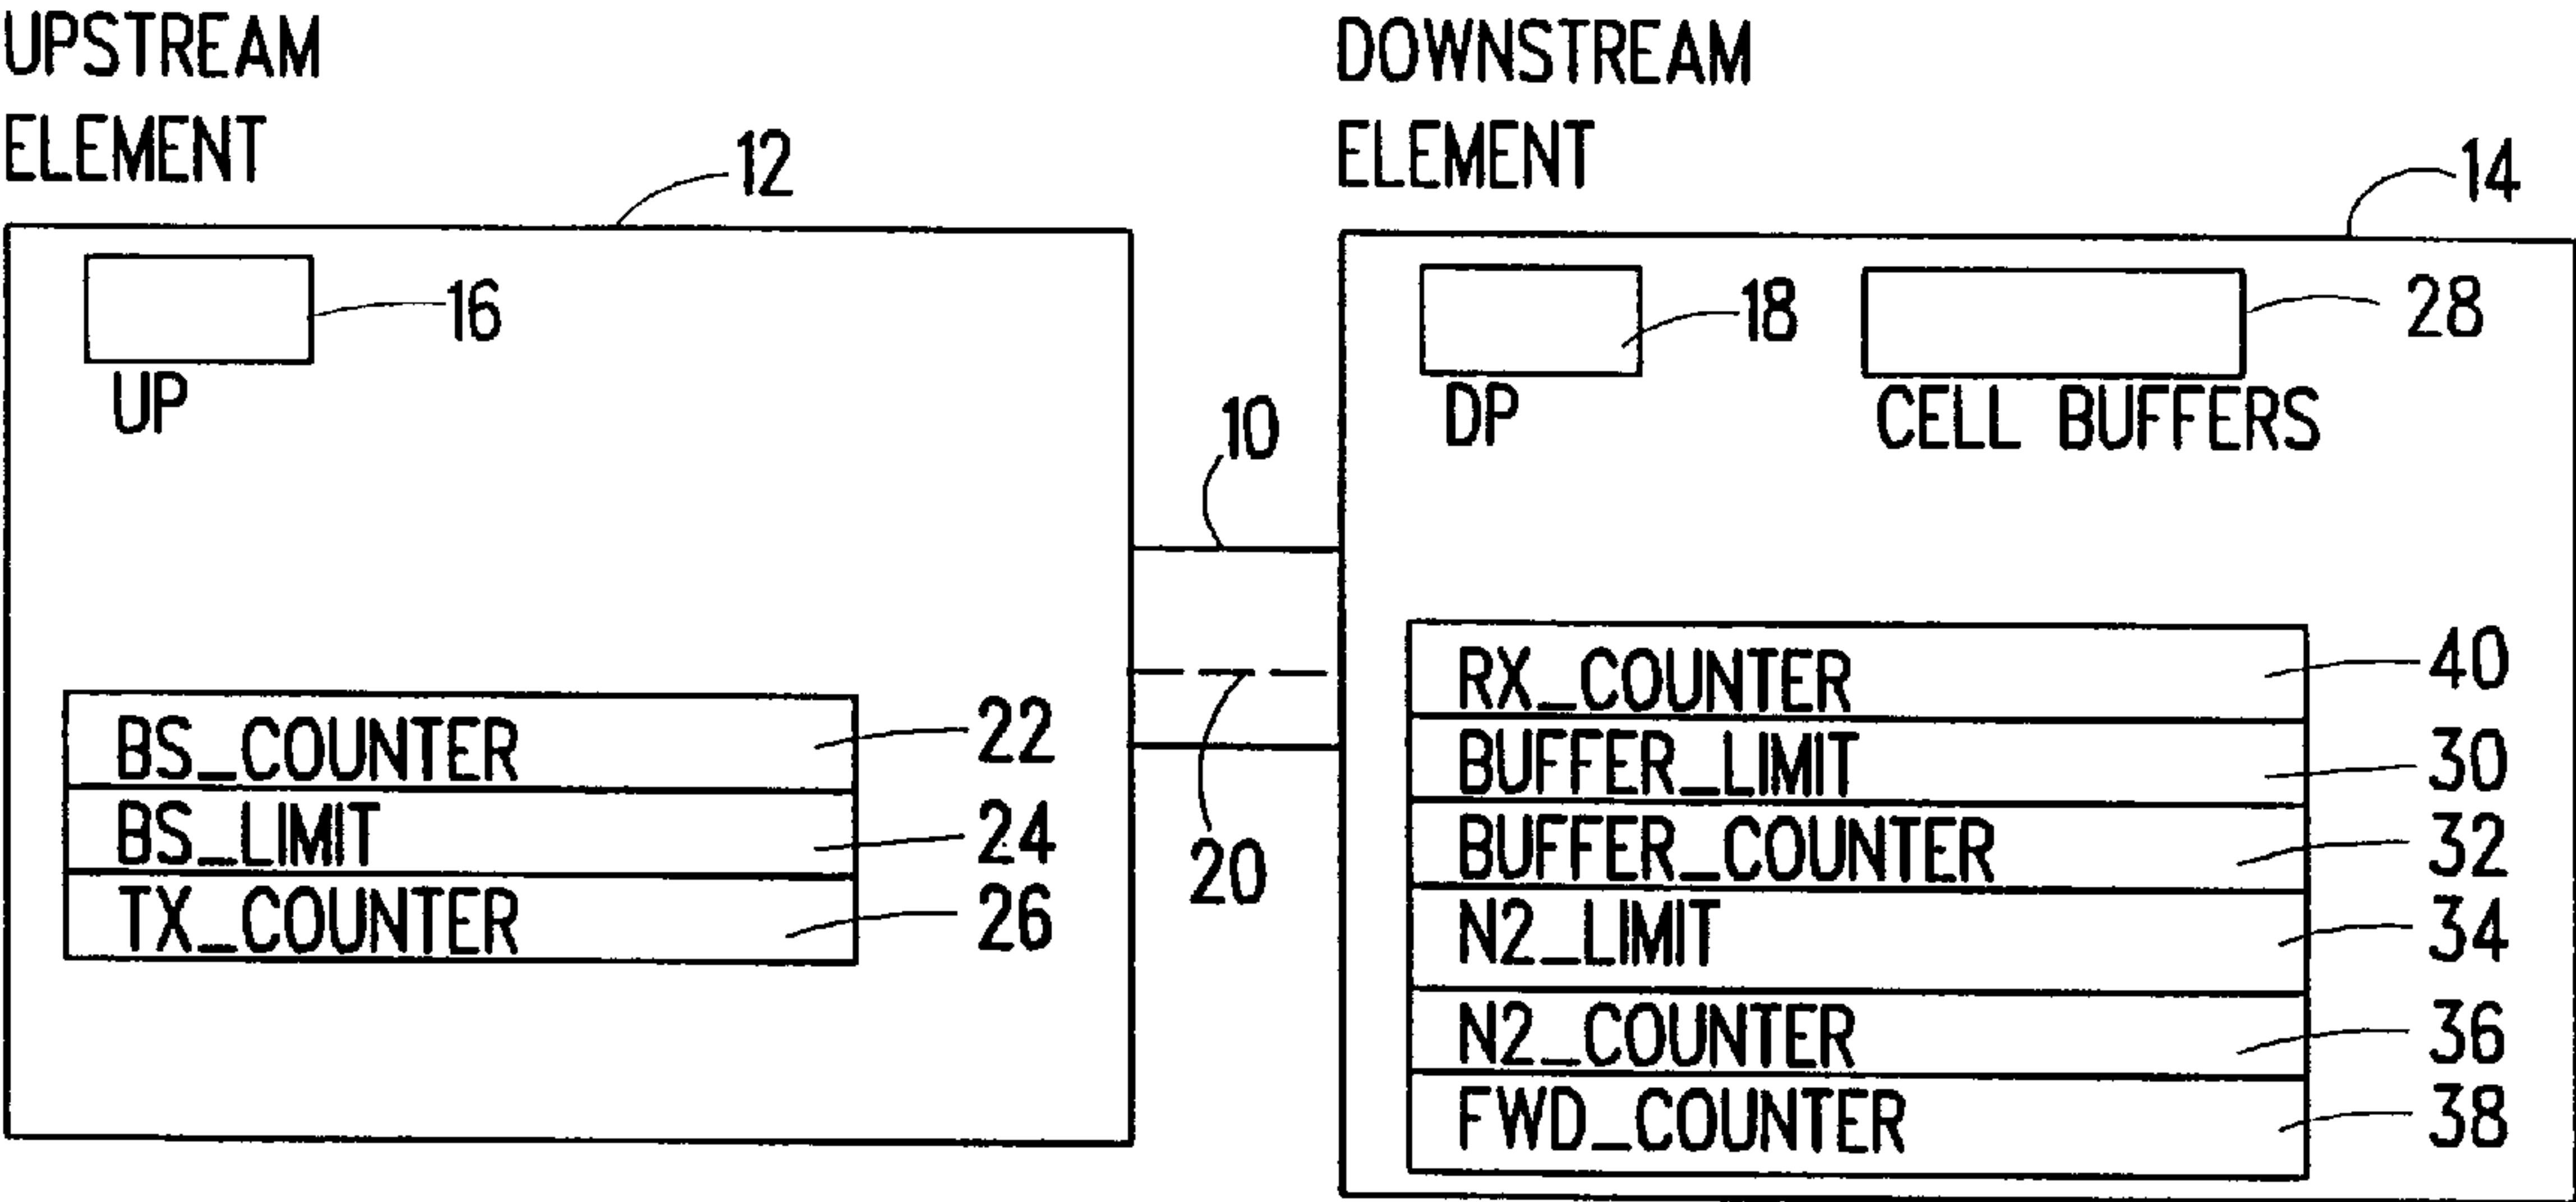 UPSTREAM
ELEMENT
12
16
UP
BS_COUNTER
22
BS_LIMIT
24
TX_COUNTER
26
10
20
DOWNSTREAM
ELEMENT
14
18
DP
28
CELL BUFFERS
RX_COUNTER
40
BUFFER_LIMIT
30
BUFFER_COUNTER
32
N2_LIMIT
34
N2_COUNTER
36
FWD_COUNTER
38